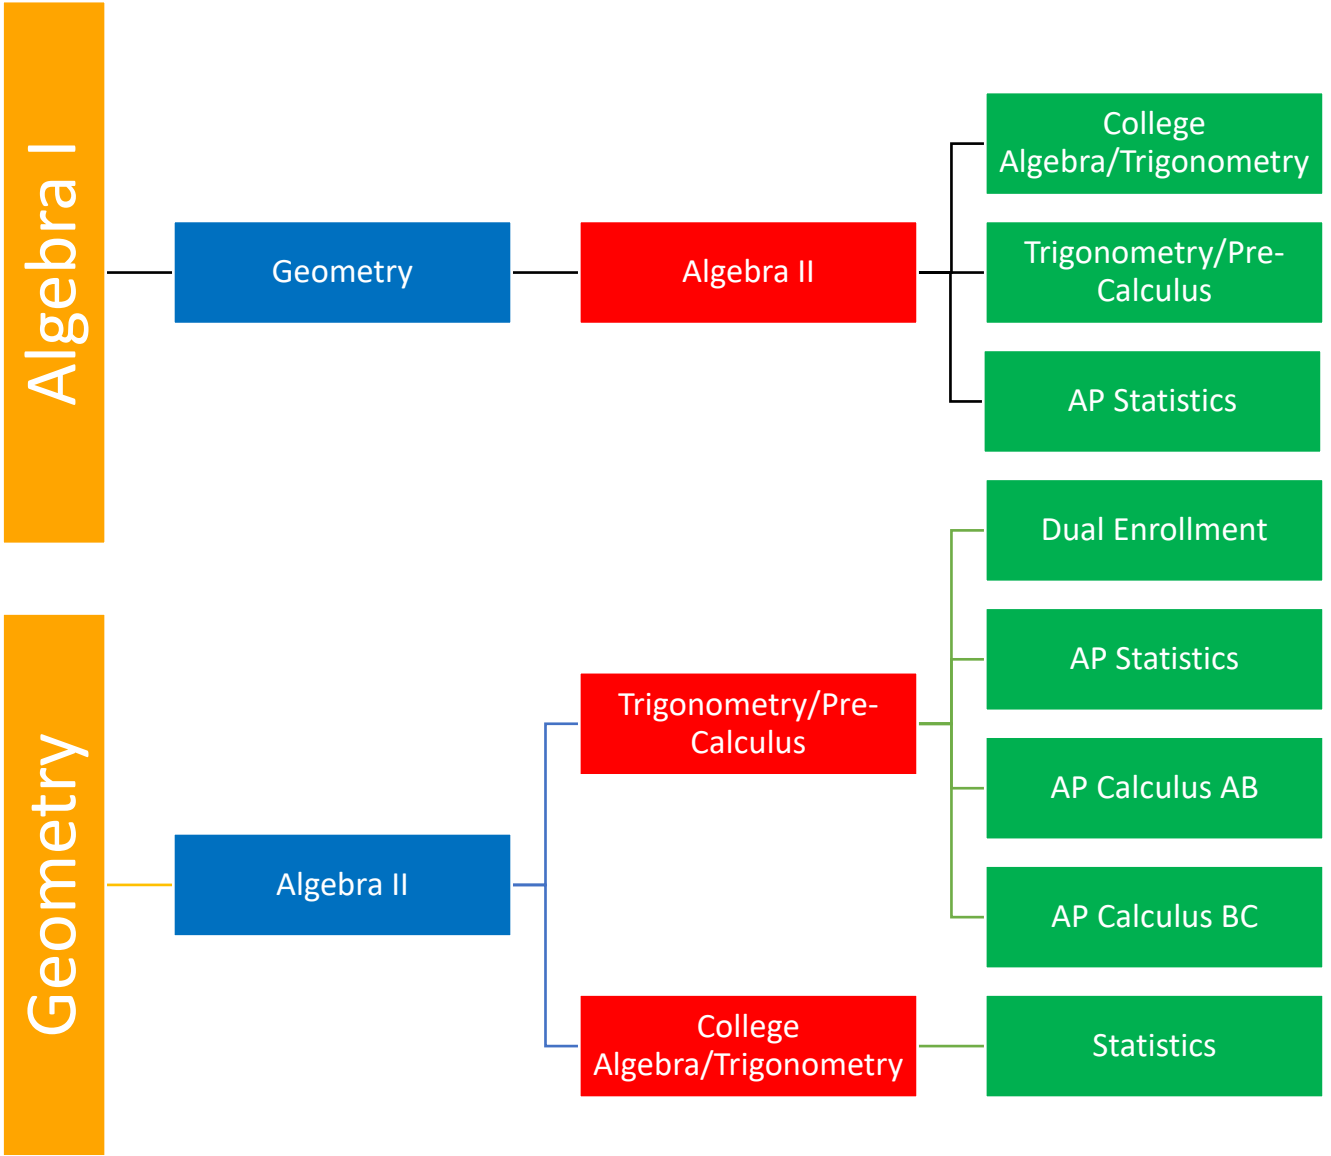 Algebra I
Geometry
Algebra II
College
Algebra/Trigonometry
Trigonometry/Pre-
Calculus
AP Statistics
Geometry
Algebra II
Trigonometry/Pre-
Calculus
Dual Enrollment
AP Statistics
AP Calculus AB
AP Calculus BC
College
Algebra/Trigonometry
Statistics